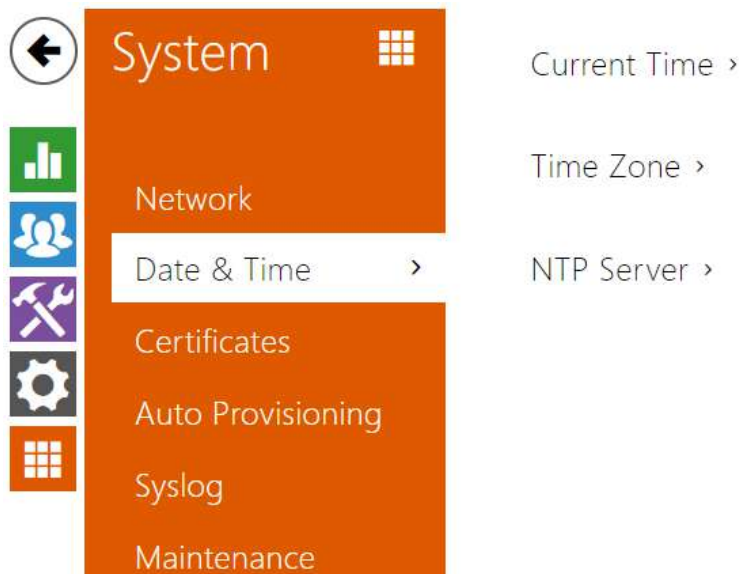 System
Network
Date & Time
Certificates
Auto Provisioning
Syslog
Maintenance
Current Time
Time Zone
NTP Server